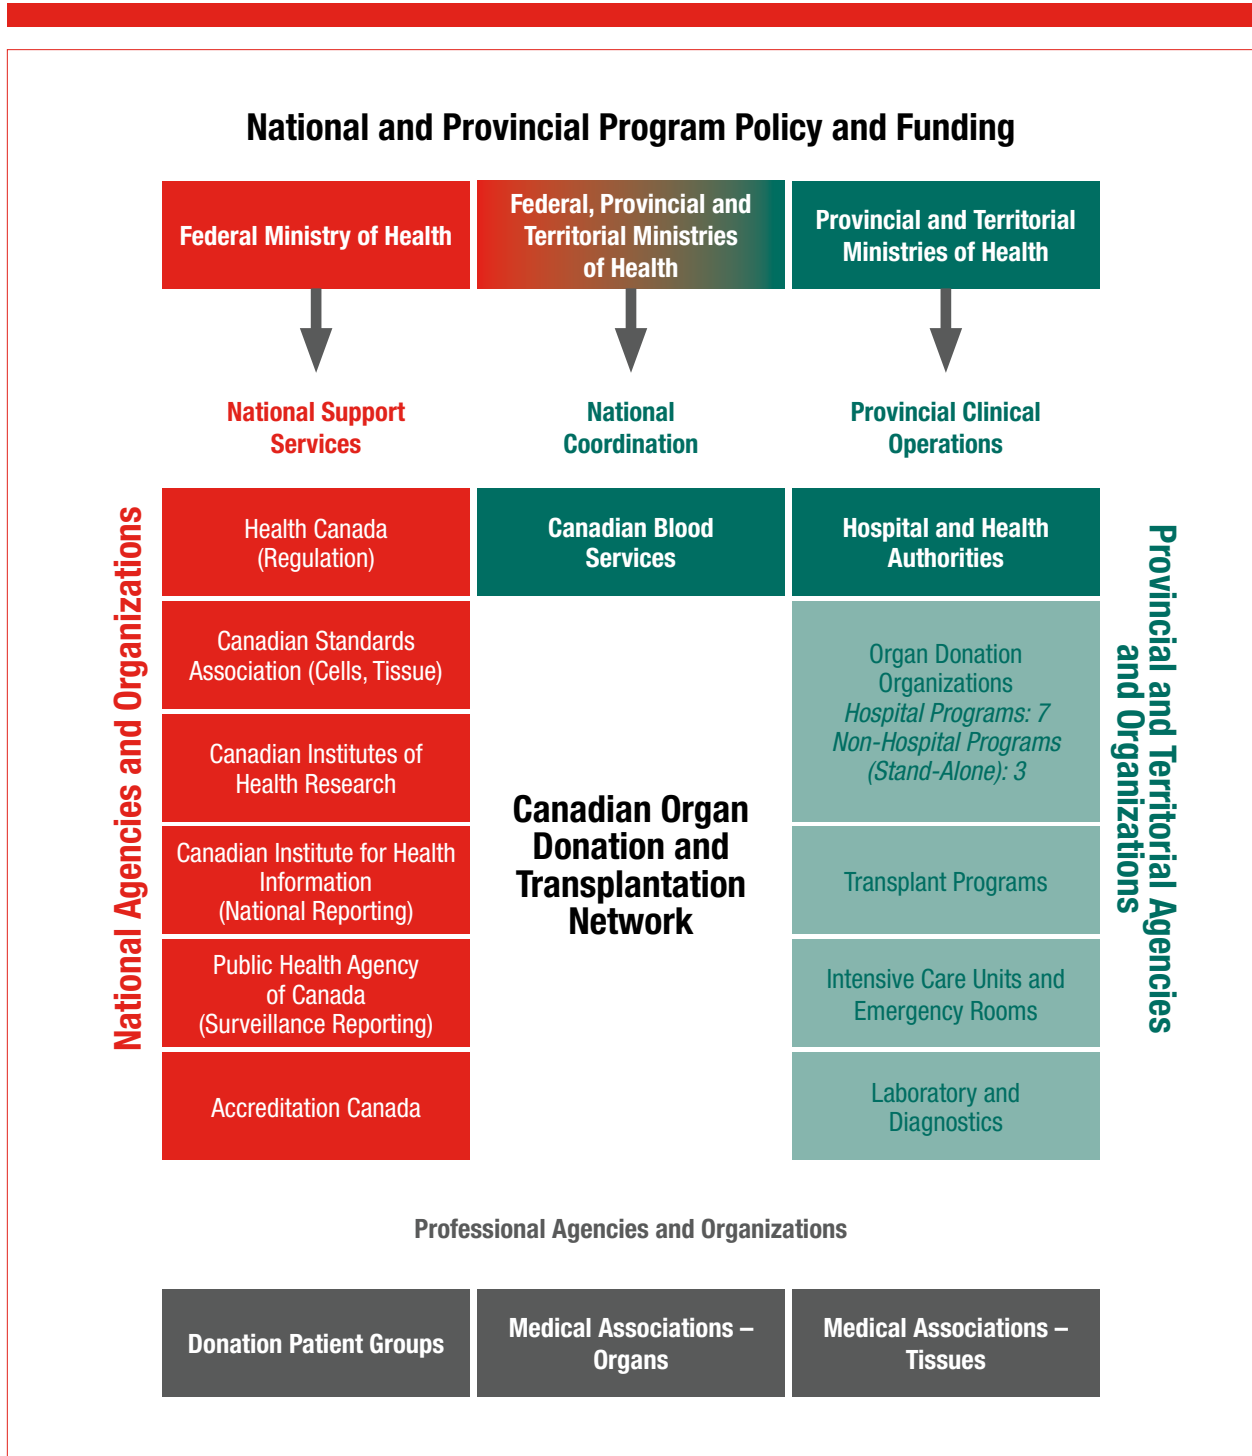 National and Provincial Program Policy and Funding
Federal Ministry of Health
Federal, Provincial and
Territorial Ministries
of Health
Provincial and Territorial
Ministries of Health
National Support
Services
National
Coordination
Provincial Clinical
Operations
National Agencies and Organizations
Health Canada
(Regulation)
Canadian Standards
Association (Cells, Tissue)
Canadian Institutes of
Health Research
Canadian Institute for Health
Information
(National Reporting)
Public Health Agency
of Canada
(Surveillance Reporting)
Accreditation Canada
Canadian Blood
Services
Canadian Organ
Donation and
Transplantation
Network
Hospital and Health
Authorities
Organ Donation
Organizations
Hospital Programs: 7
Non-Hospital Programs
(Stand-Alone): 3
Transplant Programs
Intensive Care Units and
Emergency Rooms
Laboratory and
Diagnostics
Provincial and Territorial Agencies
and Organizations
Professional Agencies and Organizations
Donation Patient Groups
Medical Associations –
Organs
Medical Associations –
Tissues